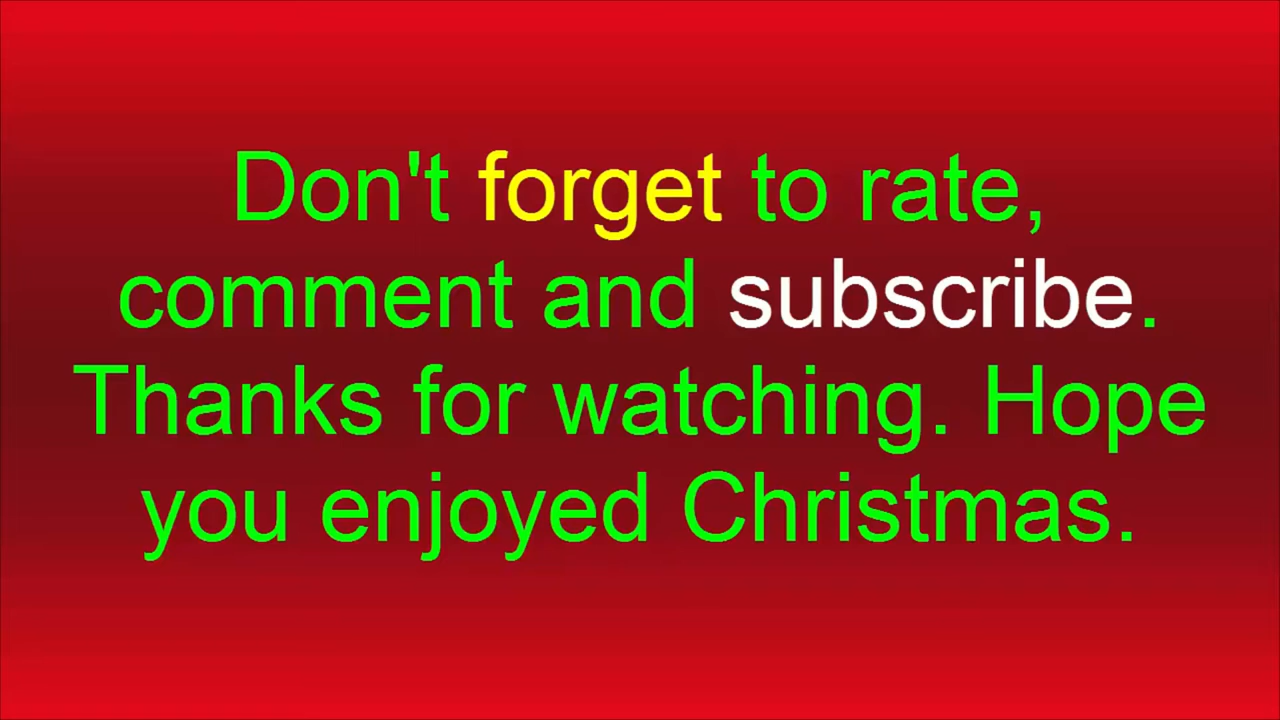 Don't forget to rate,
comment and subscribe.
Thanks for watching. Hope
you enjoyed Christmas.